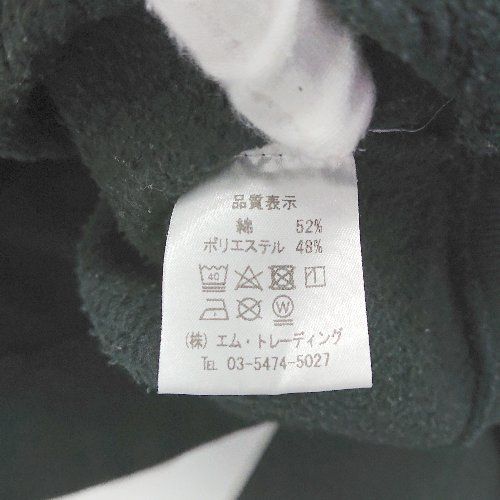 品質表示
綿 52%
ポリエステル 48%
40
W
(株) エム・トレーディング
TEL 03-5474-5027